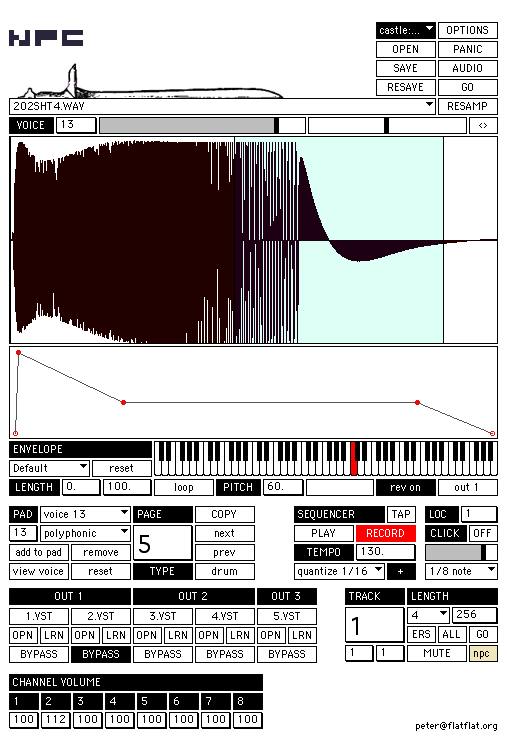 NPC
castle:... OPTIONS
OPEN PANIC
SAVE AUDIO
RESAVE GO
202SHT4.WAV RESAMP
VOICE 13 <>
ENVELOPE
Default reset
LENGTH 0. 100. loop PITCH 60. rev on out 1
PAD voice 13 PAGE COPY SEQUENCER TAP LOC 1
13 polyphonic 5 next PLAY RECORD CLICK OFF
add to pad remove prev TEMPO 130.
view voice reset TYPE drum quantize 1/16 + 1/8 note
OUT 1 OUT 2 OUT 3 TRACK LENGTH
1.YST 2.YST 3.YST 4.YST 5.YST 1 4 256
OPN LRN OPN LRN OPN LRN OPN LRN OPN LRN ERS ALL GO
BYPASS BYPASS BYPASS BYPASS BYPASS 1 1 MUTE npc
CHANNEL VOLUME
1 2 3 4 5 6 7 8
100 112 100 100 100 100 100 100
peter@flatflat.org